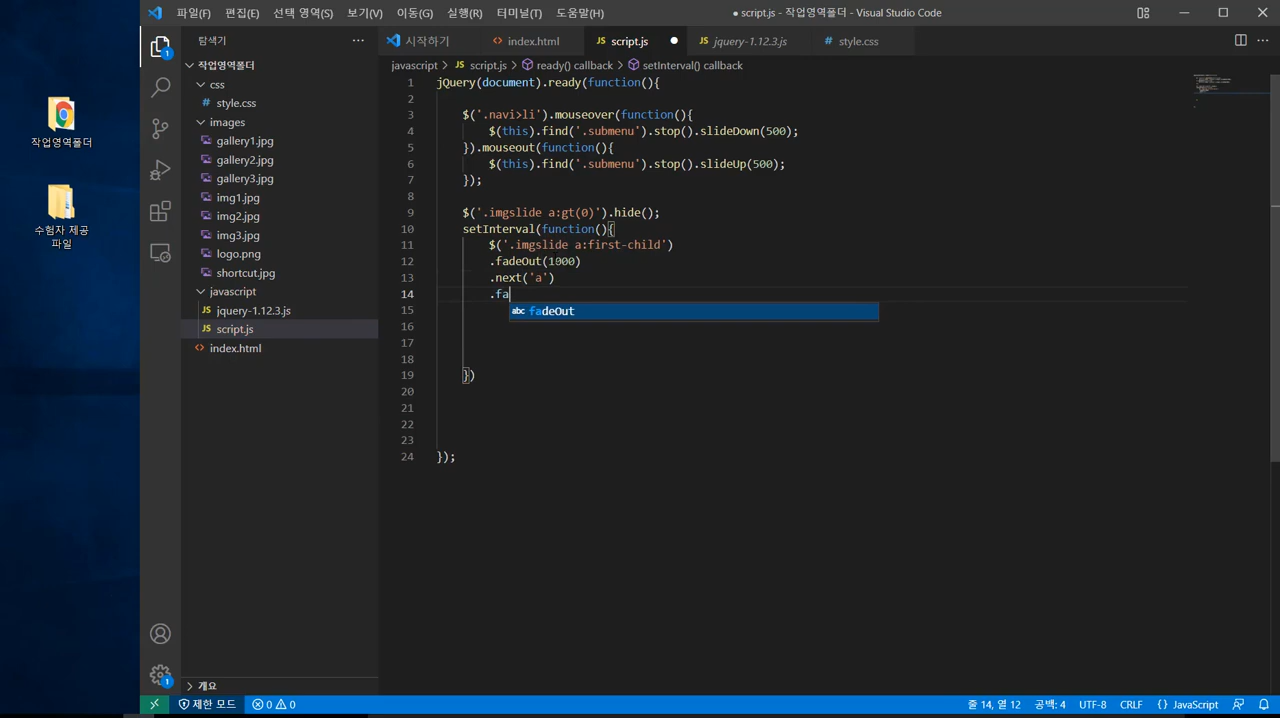 파일(F) 편집(E) 선택 영역(S) 보기(V) 이동(G) 실행(R) 터미널(T) 도움말(H)
● script.js - 작업영역폴더 - Visual Studio Code
탐색기
시작하기
index.html
script.js
jquery-1.12.3.js
style.css
작업영역폴더
javascript > script.js > ready() callback > setInterval() callback
css
style.css
images
gallery1.jpg
gallery2.jpg
gallery3.jpg
img1.jpg
img2.jpg
img3.jpg
logo.png
shortcut.jpg
javascript
jquery-1.12.3.js
script.js
index.html
작업영역폴더
수험자 제공
파일
1 jQuery(document).ready(function(){
2
3 $('.navi>li').mouseover(function(){
4 $(this).find('.submenu').stop().slideDown(500);
5 }).mouseout(function(){
6 $(this).find('.submenu').stop().slideUp(500);
7 });
8
9 $('.imgslide a:gt(0)').hide();
10 setInterval(function(){
11 $('.imgslide a:first-child')
12 .fadeOut(1000)
13 .next('a')
14 .fa
abc fadeOut
15
16
17
18
19 })
20
21
22
23
24 });
개요
제한 모드 0 0
줄 14, 열 12 공백: 4 UTF-8 CRLF {} JavaScript